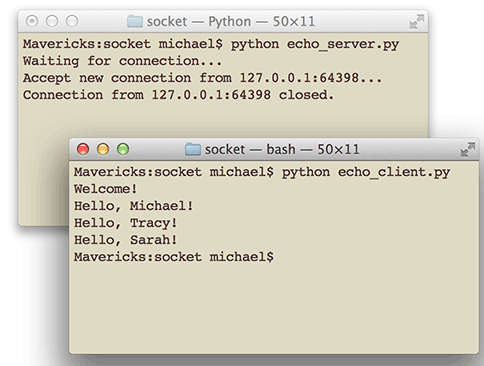 socket — Python — 50×11
Mavericks:socket michael$ python echo_server.py
Waiting for connection...
Accept new connection from 127.0.0.1:64398...
Connection from 127.0.0.1:64398 closed.
socket — bash — 50×11
Mavericks:socket michael$ python echo_client.py
Welcome!
Hello, Michael!
Hello, Tracy!
Hello, Sarah!
Mavericks:socket michael$